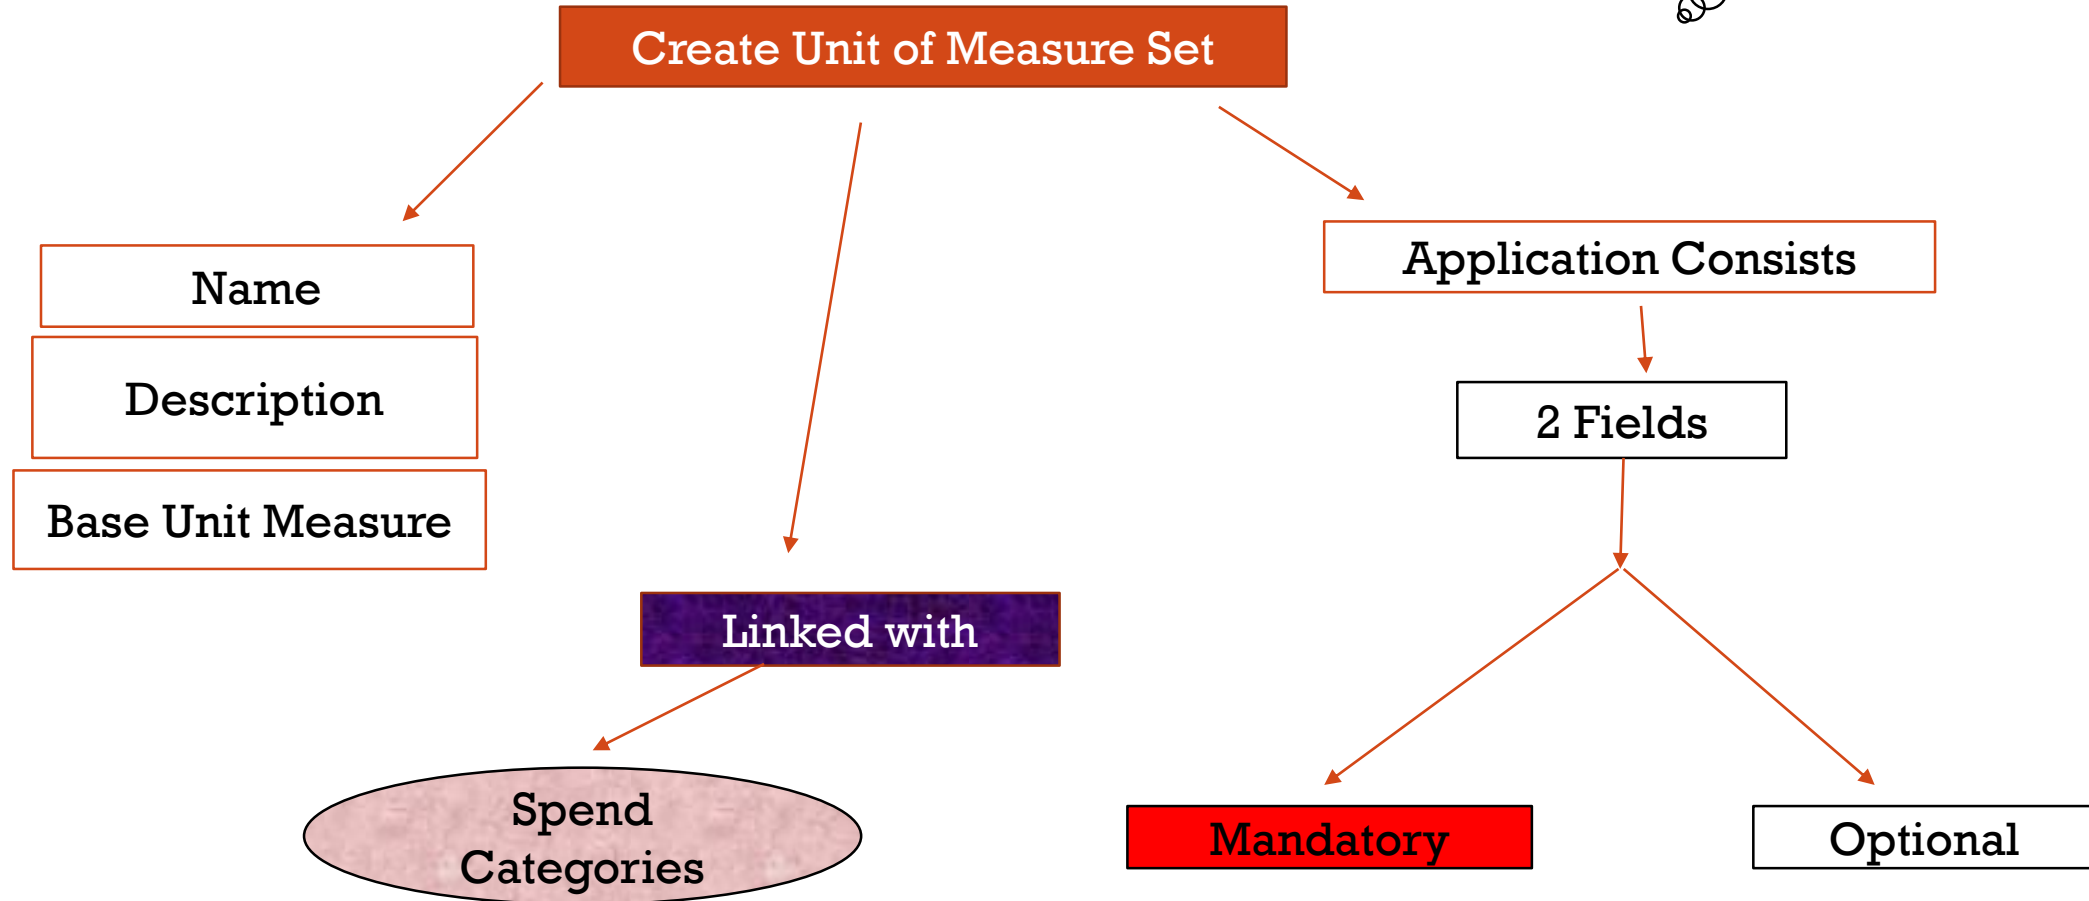 Create Unit of Measure Set
Name
Description
Base Unit Measure
Application Consists
2 Fields
Linked with
Spend
Categories
Mandatory
Optional